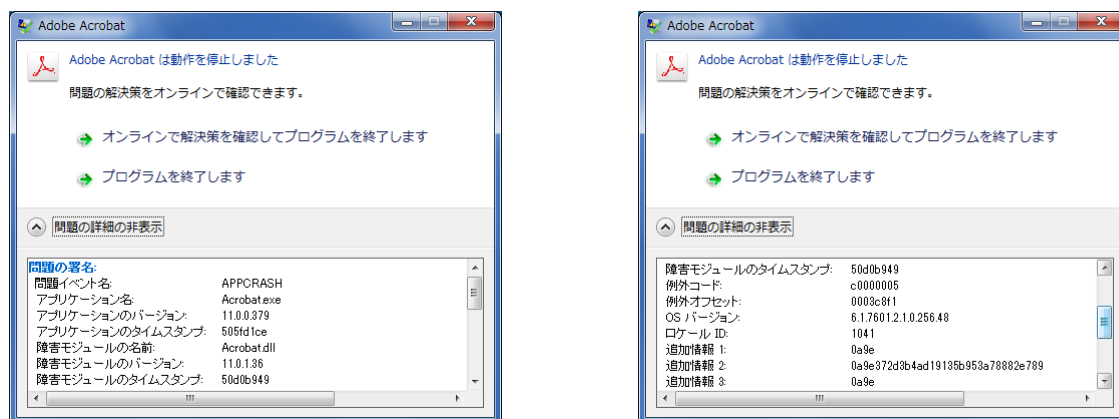 Adobe Acrobat
Adobe Acrobat は動作を停止しました
問題の解決策をオンラインで確認できます。
オンラインで解決策を確認してプログラムを終了します
プログラムを終了します
問題の詳細の非表示
問題の署名:
問題イベント名: APPCRASH
アプリケーション名: Acrobat.exe
アプリケーションのバージョン: 11.0.0.379
アプリケーションのタイムスタンプ: 505fd1ce
障害モジュールの名前: Acrobat.dll
障害モジュールのバージョン: 11.0.1.36
障害モジュールのタイムスタンプ: 50d0b949
Adobe Acrobat
Adobe Acrobat は動作を停止しました
問題の解決策をオンラインで確認できます。
オンラインで解決策を確認してプログラムを終了します
プログラムを終了します
問題の詳細の非表示
障害モジュールのタイムスタンプ: 50d0b949
例外コード: c0000005
例外オフセット: 0003c8f1
OS バージョン: 6.1.7601.2.1.0.256.48
ロケール ID: 1041
追加情報 1: 0a9e
追加情報 2: 0a9e372d3b4ad19135b953a78882e789
追加情報 3: 0a9e